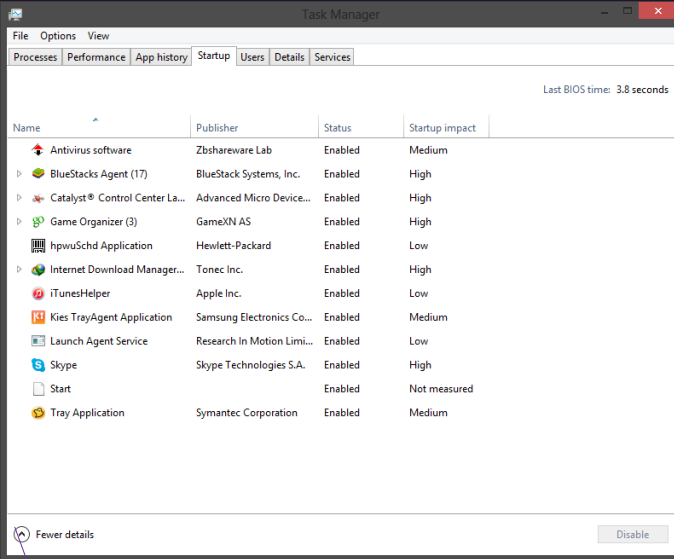 Task Manager
File Options View
Processes Performance App history Startup Users Details Services
Last BIOS time: 3.8 seconds
Name Publisher Status Startup impact
Antivirus software Zbshareware Lab Enabled Medium
BlueStacks Agent (17) BlueStack Systems, Inc. Enabled High
Catalyst® Control Center La... Advanced Micro Device... Enabled High
Game Organizer (3) GameXN AS Enabled High
hpwuSchd Application Hewlett-Packard Enabled Low
Internet Download Manager... Tonec Inc. Enabled High
iTunesHelper Apple Inc. Enabled Low
Kies TrayAgent Application Samsung Electronics Co... Enabled Medium
Launch Agent Service Research In Motion Limi... Enabled Low
Skype Skype Technologies S.A. Enabled High
Start Enabled Not measured
Tray Application Symantec Corporation Enabled Medium
Fewer details Disable